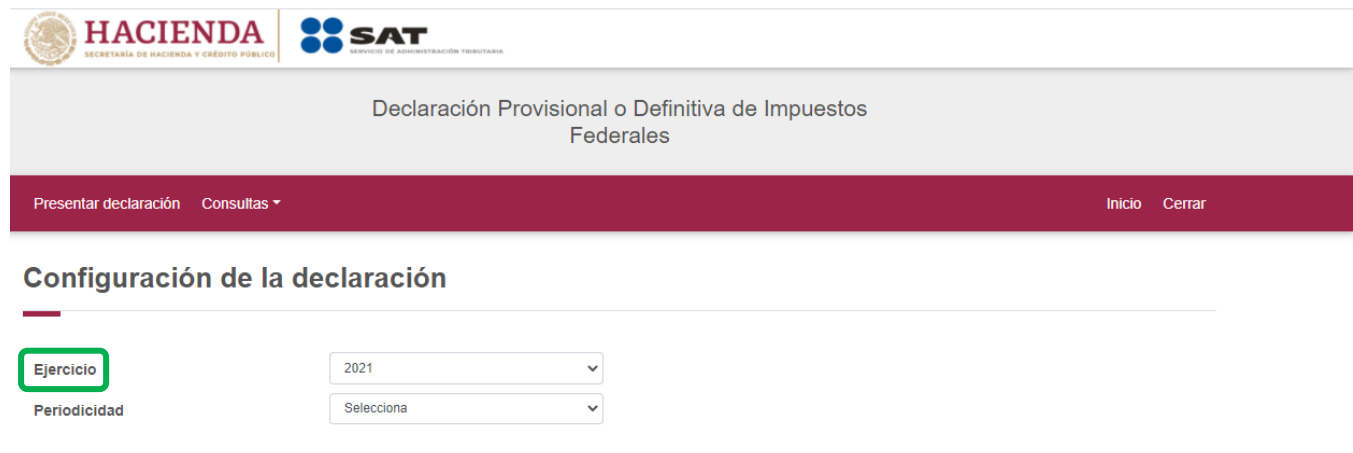 HACIENDA
SECRETARÍA DE HACIENDA Y CRÉDITO PÚBLICO
SAT
SERVICIO DE ADMINISTRACIÓN TRIBUTARIA
Declaración Provisional o Definitiva de Impuestos
Federales
Presentar declaración Consultas Inicio Cerrar
Configuración de la declaración
Ejercicio 2021
Periodicidad Selecciona